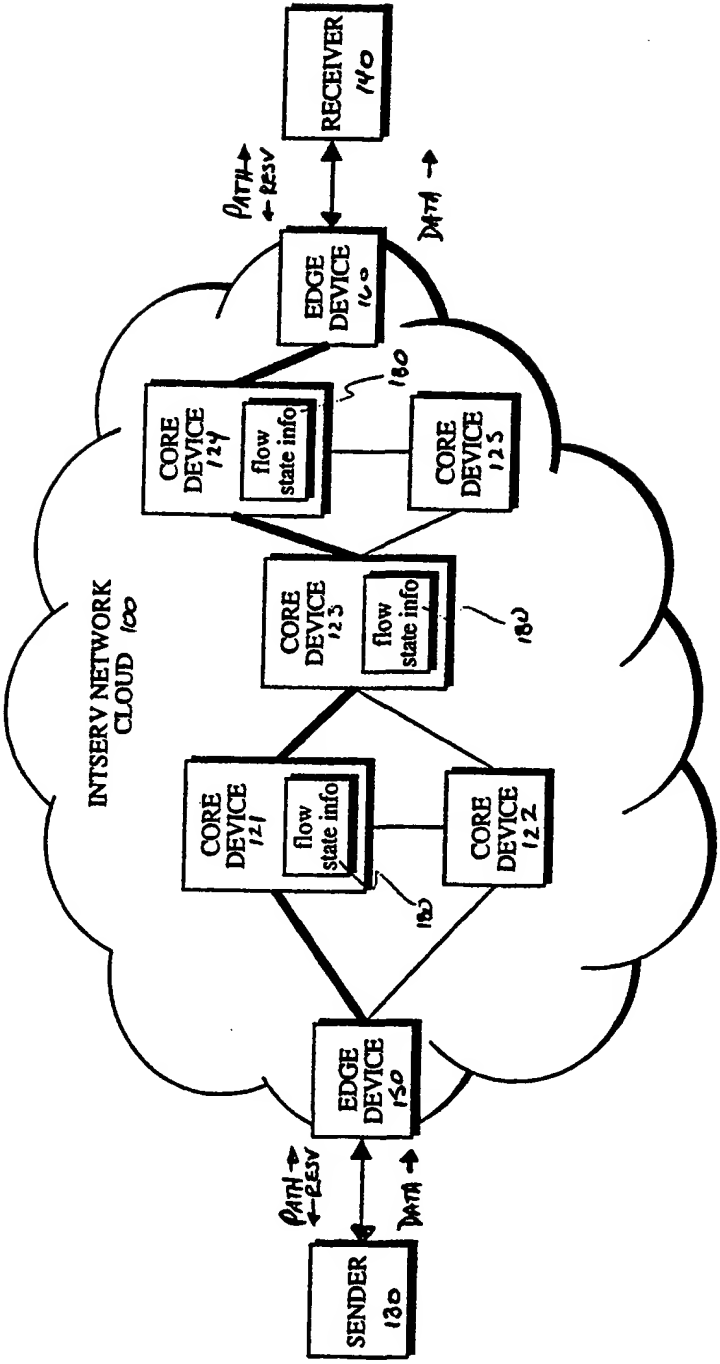 INTSERV NETWORK
CLOUD 100
SENDER
130
PATH →
← RESV
DATA →
EDGE
DEVICE
150
CORE
DEVICE
121
flow
state info
180
CORE
DEVICE
122
CORE
DEVICE
123
flow
state info
180
CORE
DEVICE
124
flow
state info
180
CORE
DEVICE
125
EDGE
DEVICE
160
PATH →
← RESV
DATA →
RECEIVER
140